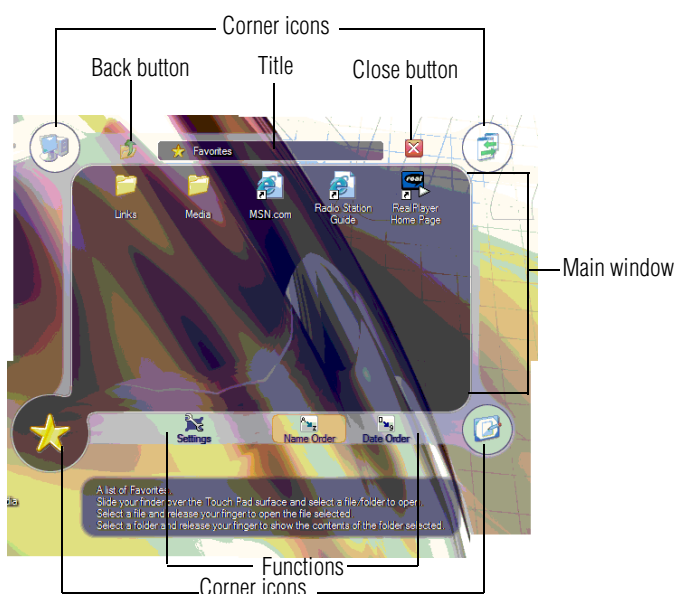 Corner icons
Back button
Title
Close button
Favorites
real
Links
Media
MSN.com
Radio Station
Guide
RealPlayer
Home Page
Main window
Settings
Name Order
Date Order
dia
A list of Favorites.
Slide your finder over the Touch Pad surface and select a file/folder to open.
Select a file and release your finger to open the file selected.
Select a folder and release your finger to show the contents of the folder selected.
Functions
Corner icons